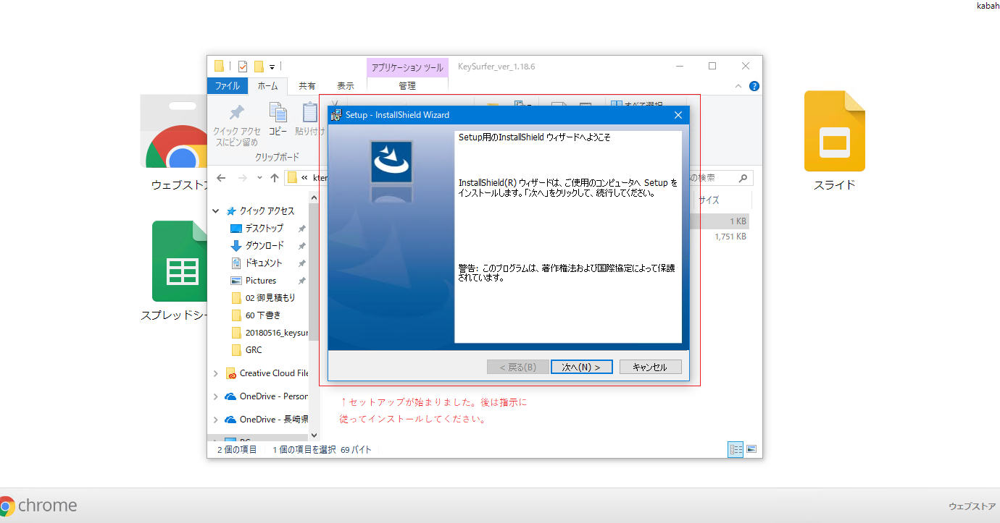 kabah
アプリケーション ツール
KeySurfer_ver_1.18.6
ファイル
ホーム
共有
表示
管理
クイック アクセ
スにピン留め
コピー
貼り付け
クリップボード
すべて選択
Setup - InstallShield Wizard
Setup用のInstallShield ウィザードへようこそ
InstallShield(R) ウィザードは、ご使用のコンピュータへ Setup を
インストールします。「次へ」をクリックして、続行してください。
警告: このプログラムは、著作権法および国際協定によって保護
されています。
< 戻る(B)
次へ(N) >
キャンセル
« kter
の検索
サイズ
1 KB
1,751 KB
クイック アクセス
デスクトップ
ダウンロード
ドキュメント
Pictures
02 御見積もり
60 下書き
20180516_keysur
GRC
Creative Cloud File
OneDrive - Person
OneDrive - 長崎県
PC
↑セットアップが始まりました。後は指示に
従ってインストールしてください。
2 個の項目
1 個の項目を選択 69 バイト
ウェブストア
スプレッドシー
スライド
chrome
ウェブストア